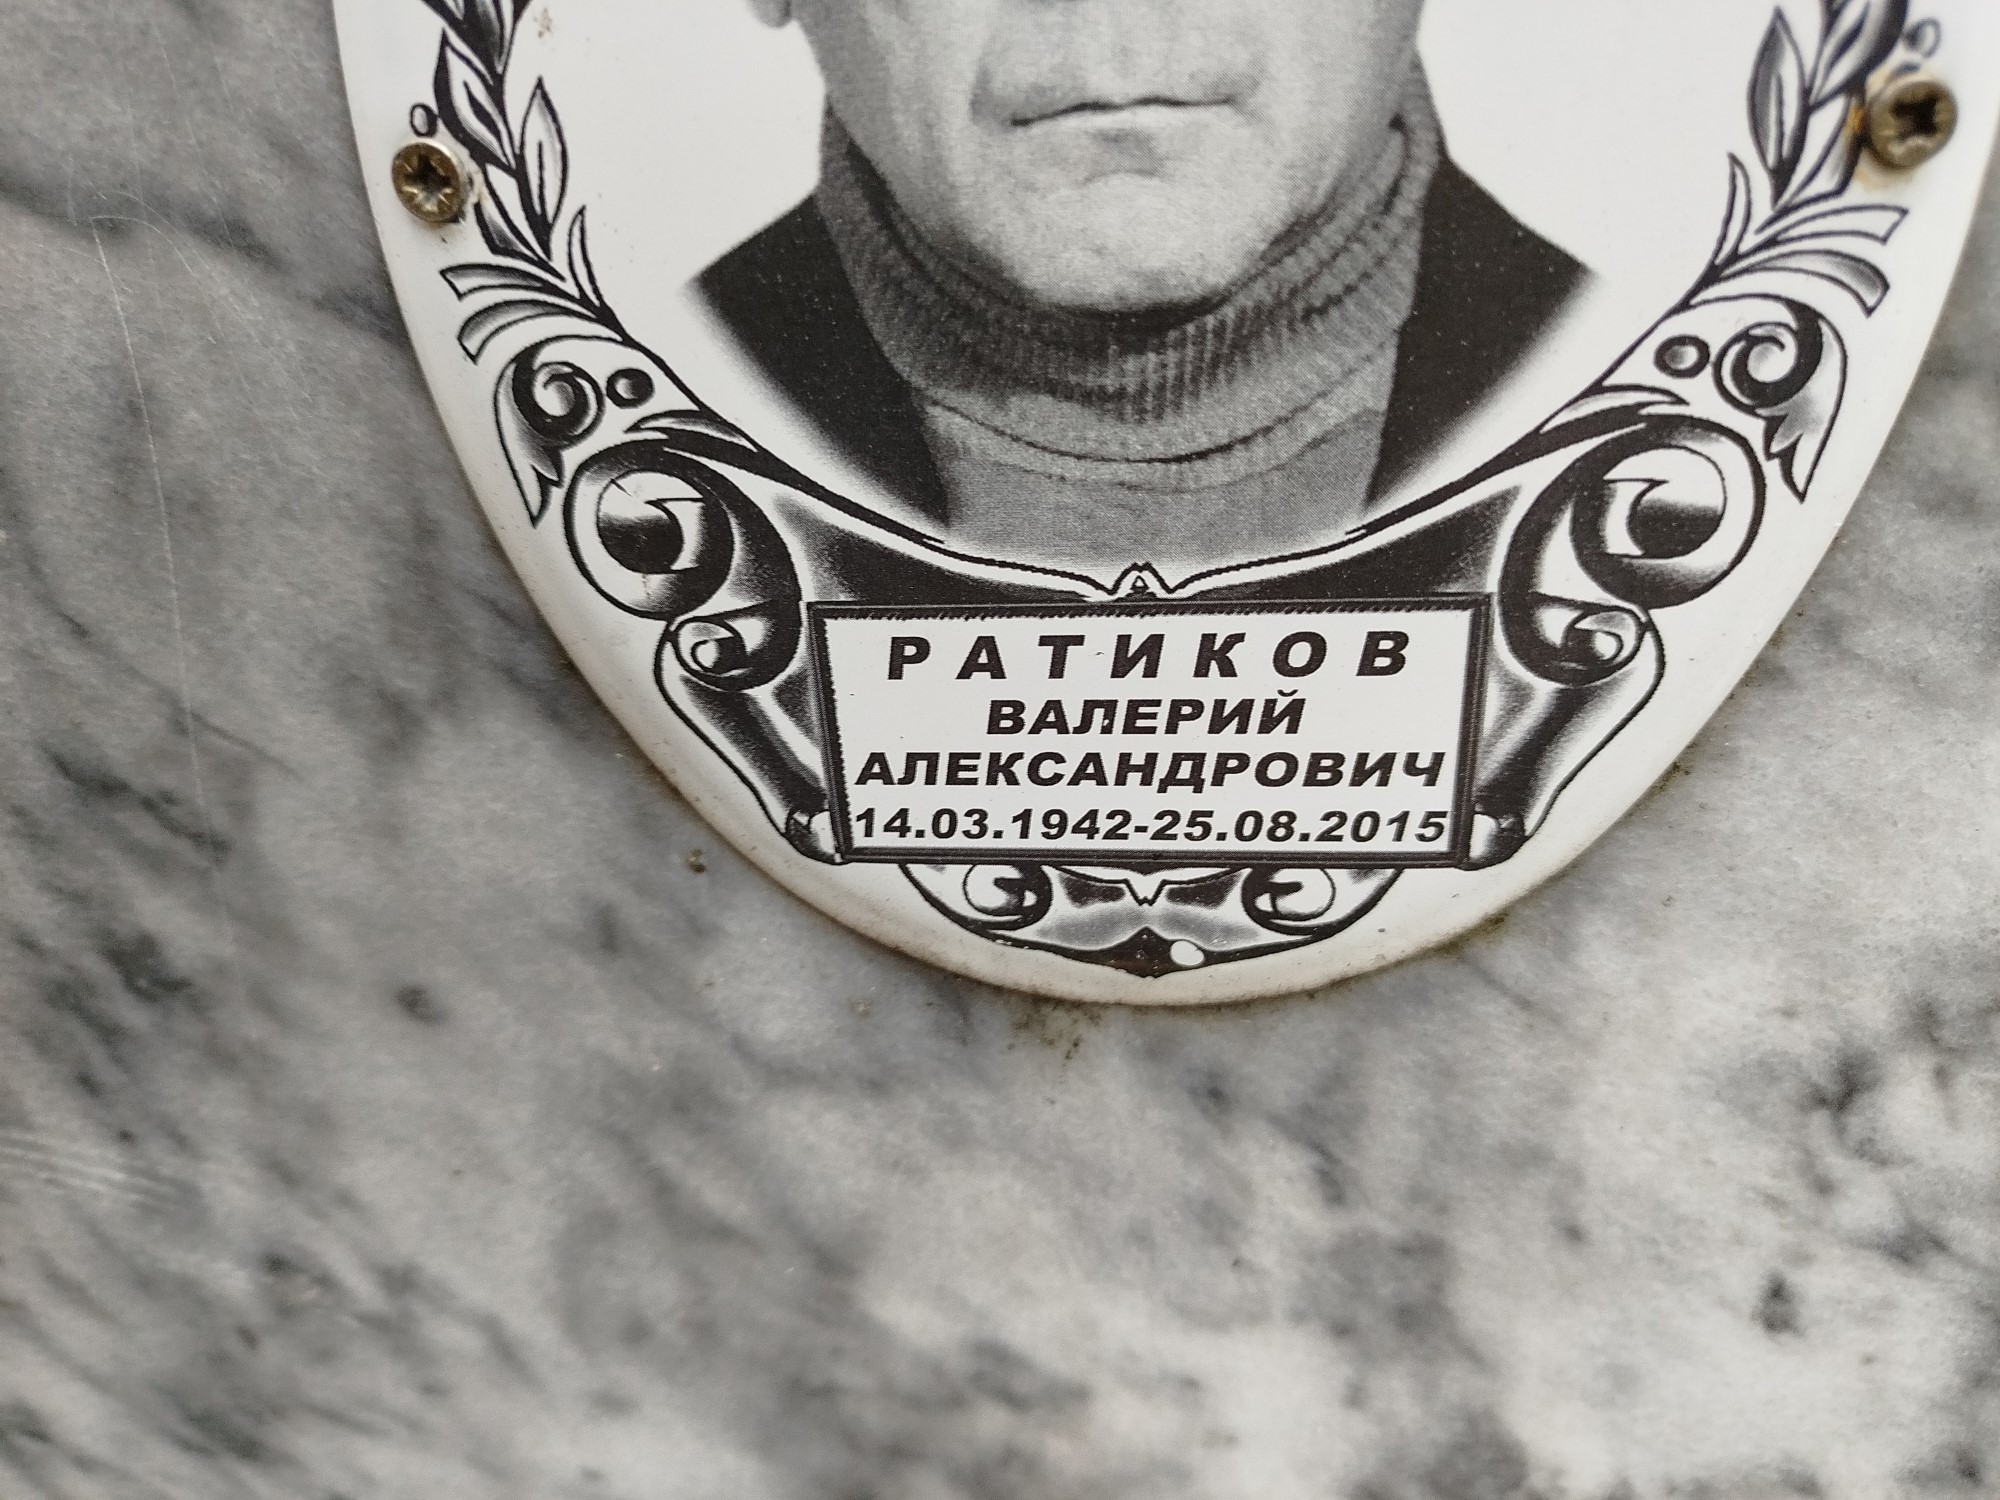 РАТИКОВ
ВАЛЕРИЙ
АЛЕКСАНДРОВИЧ
14.03.1942-25.08.2015